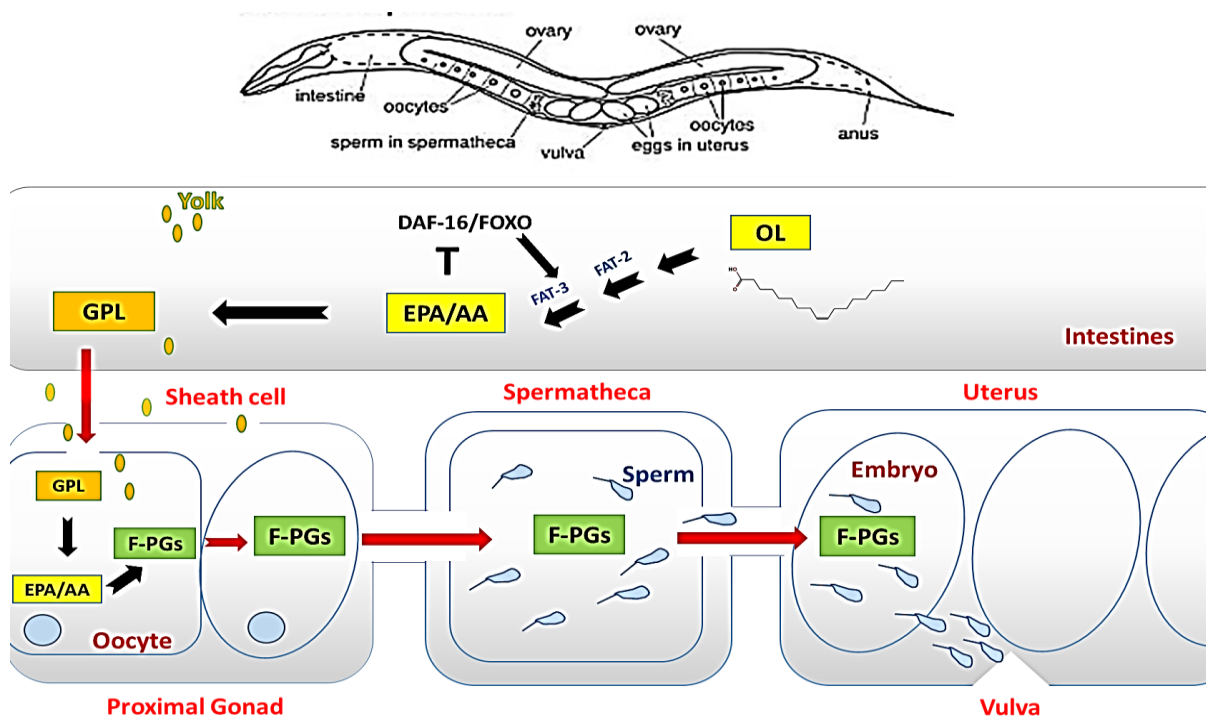 ovary
ovary
intestine
oocytes
sperm in spermatheca
vulva
eggs in uterus
oocytes
anus
Yolk
DAF-16/FOXO
FAT-2
OL
HO
O
FAT-3
GPL
EPA/AA
Intestines
Sheath cell
Spermatheca
Uterus
GPL
F-PGs
F-PGs
EPA/AA
Oocyte
Sperm
F-PGs
Embryo
F-PGs
Proximal Gonad
Vulva